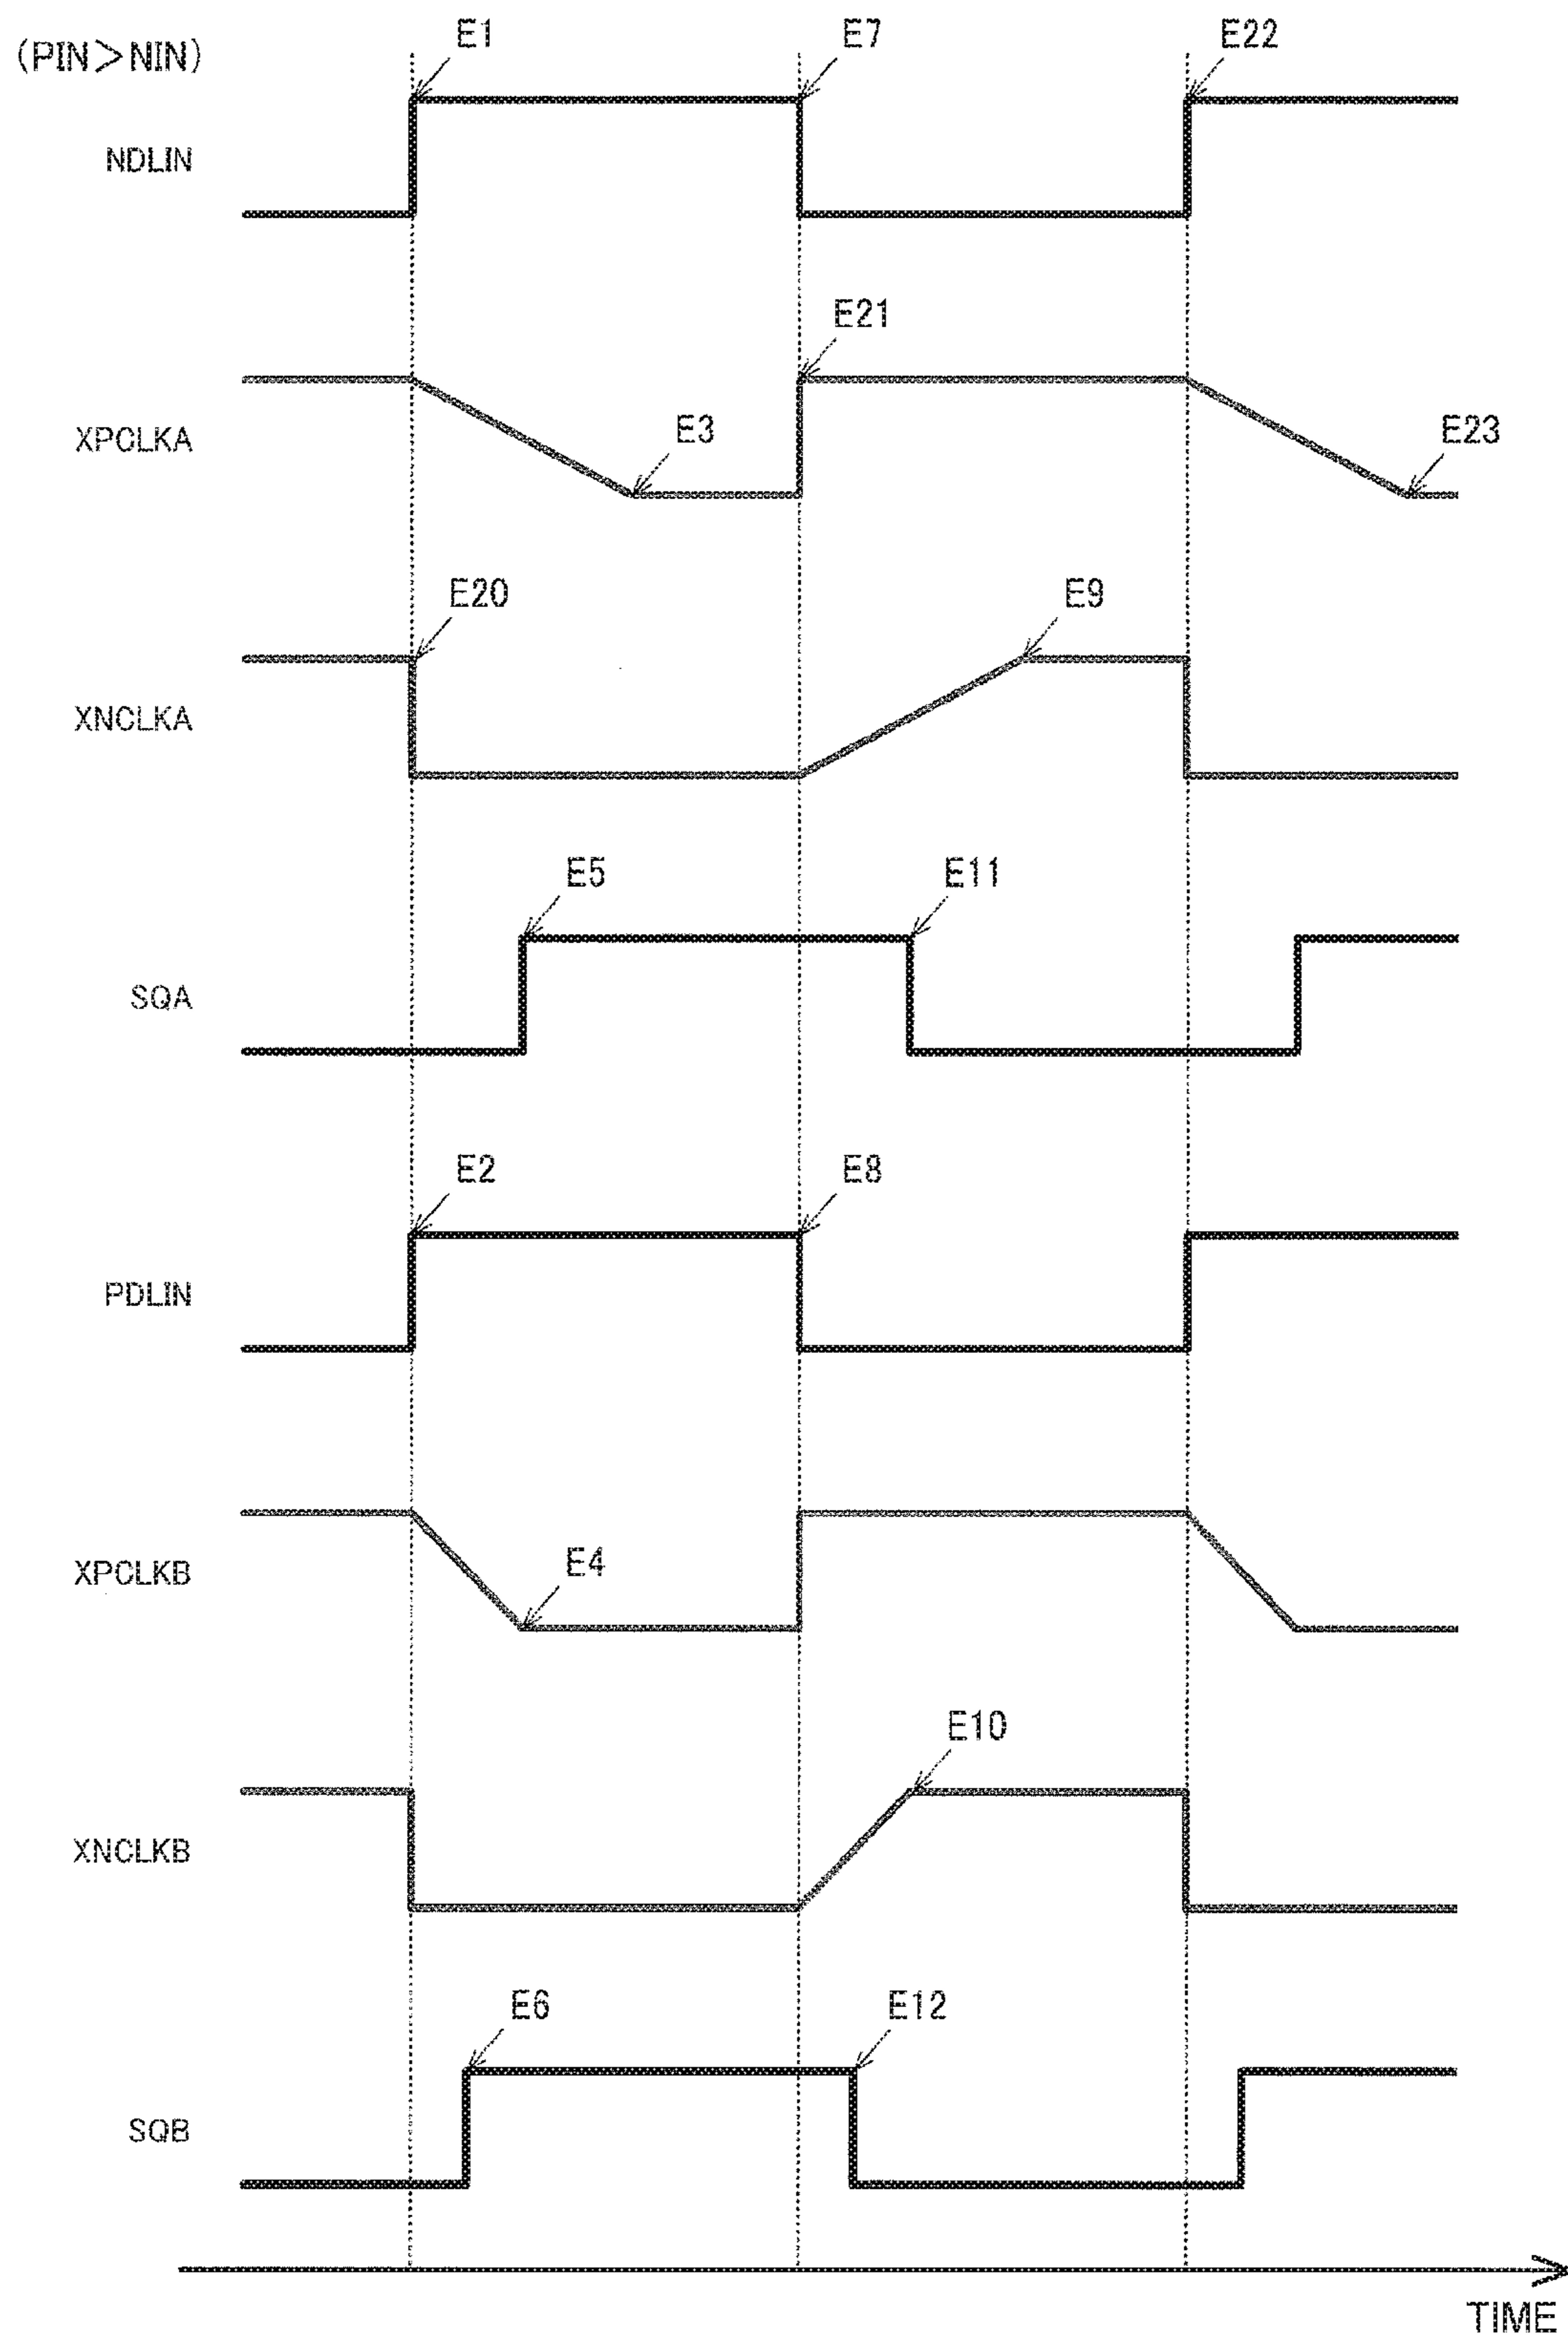 (PIN>NIN)
E1
E7
E22
NDLIN
E21
XPCLKA
E3
E23
E20
E9
XNCLKA
E5
E11
SQA
E2
E8
PDLIN
XPCLKB
E4
E10
XNCLKB
E6
E12
SQB
TIME